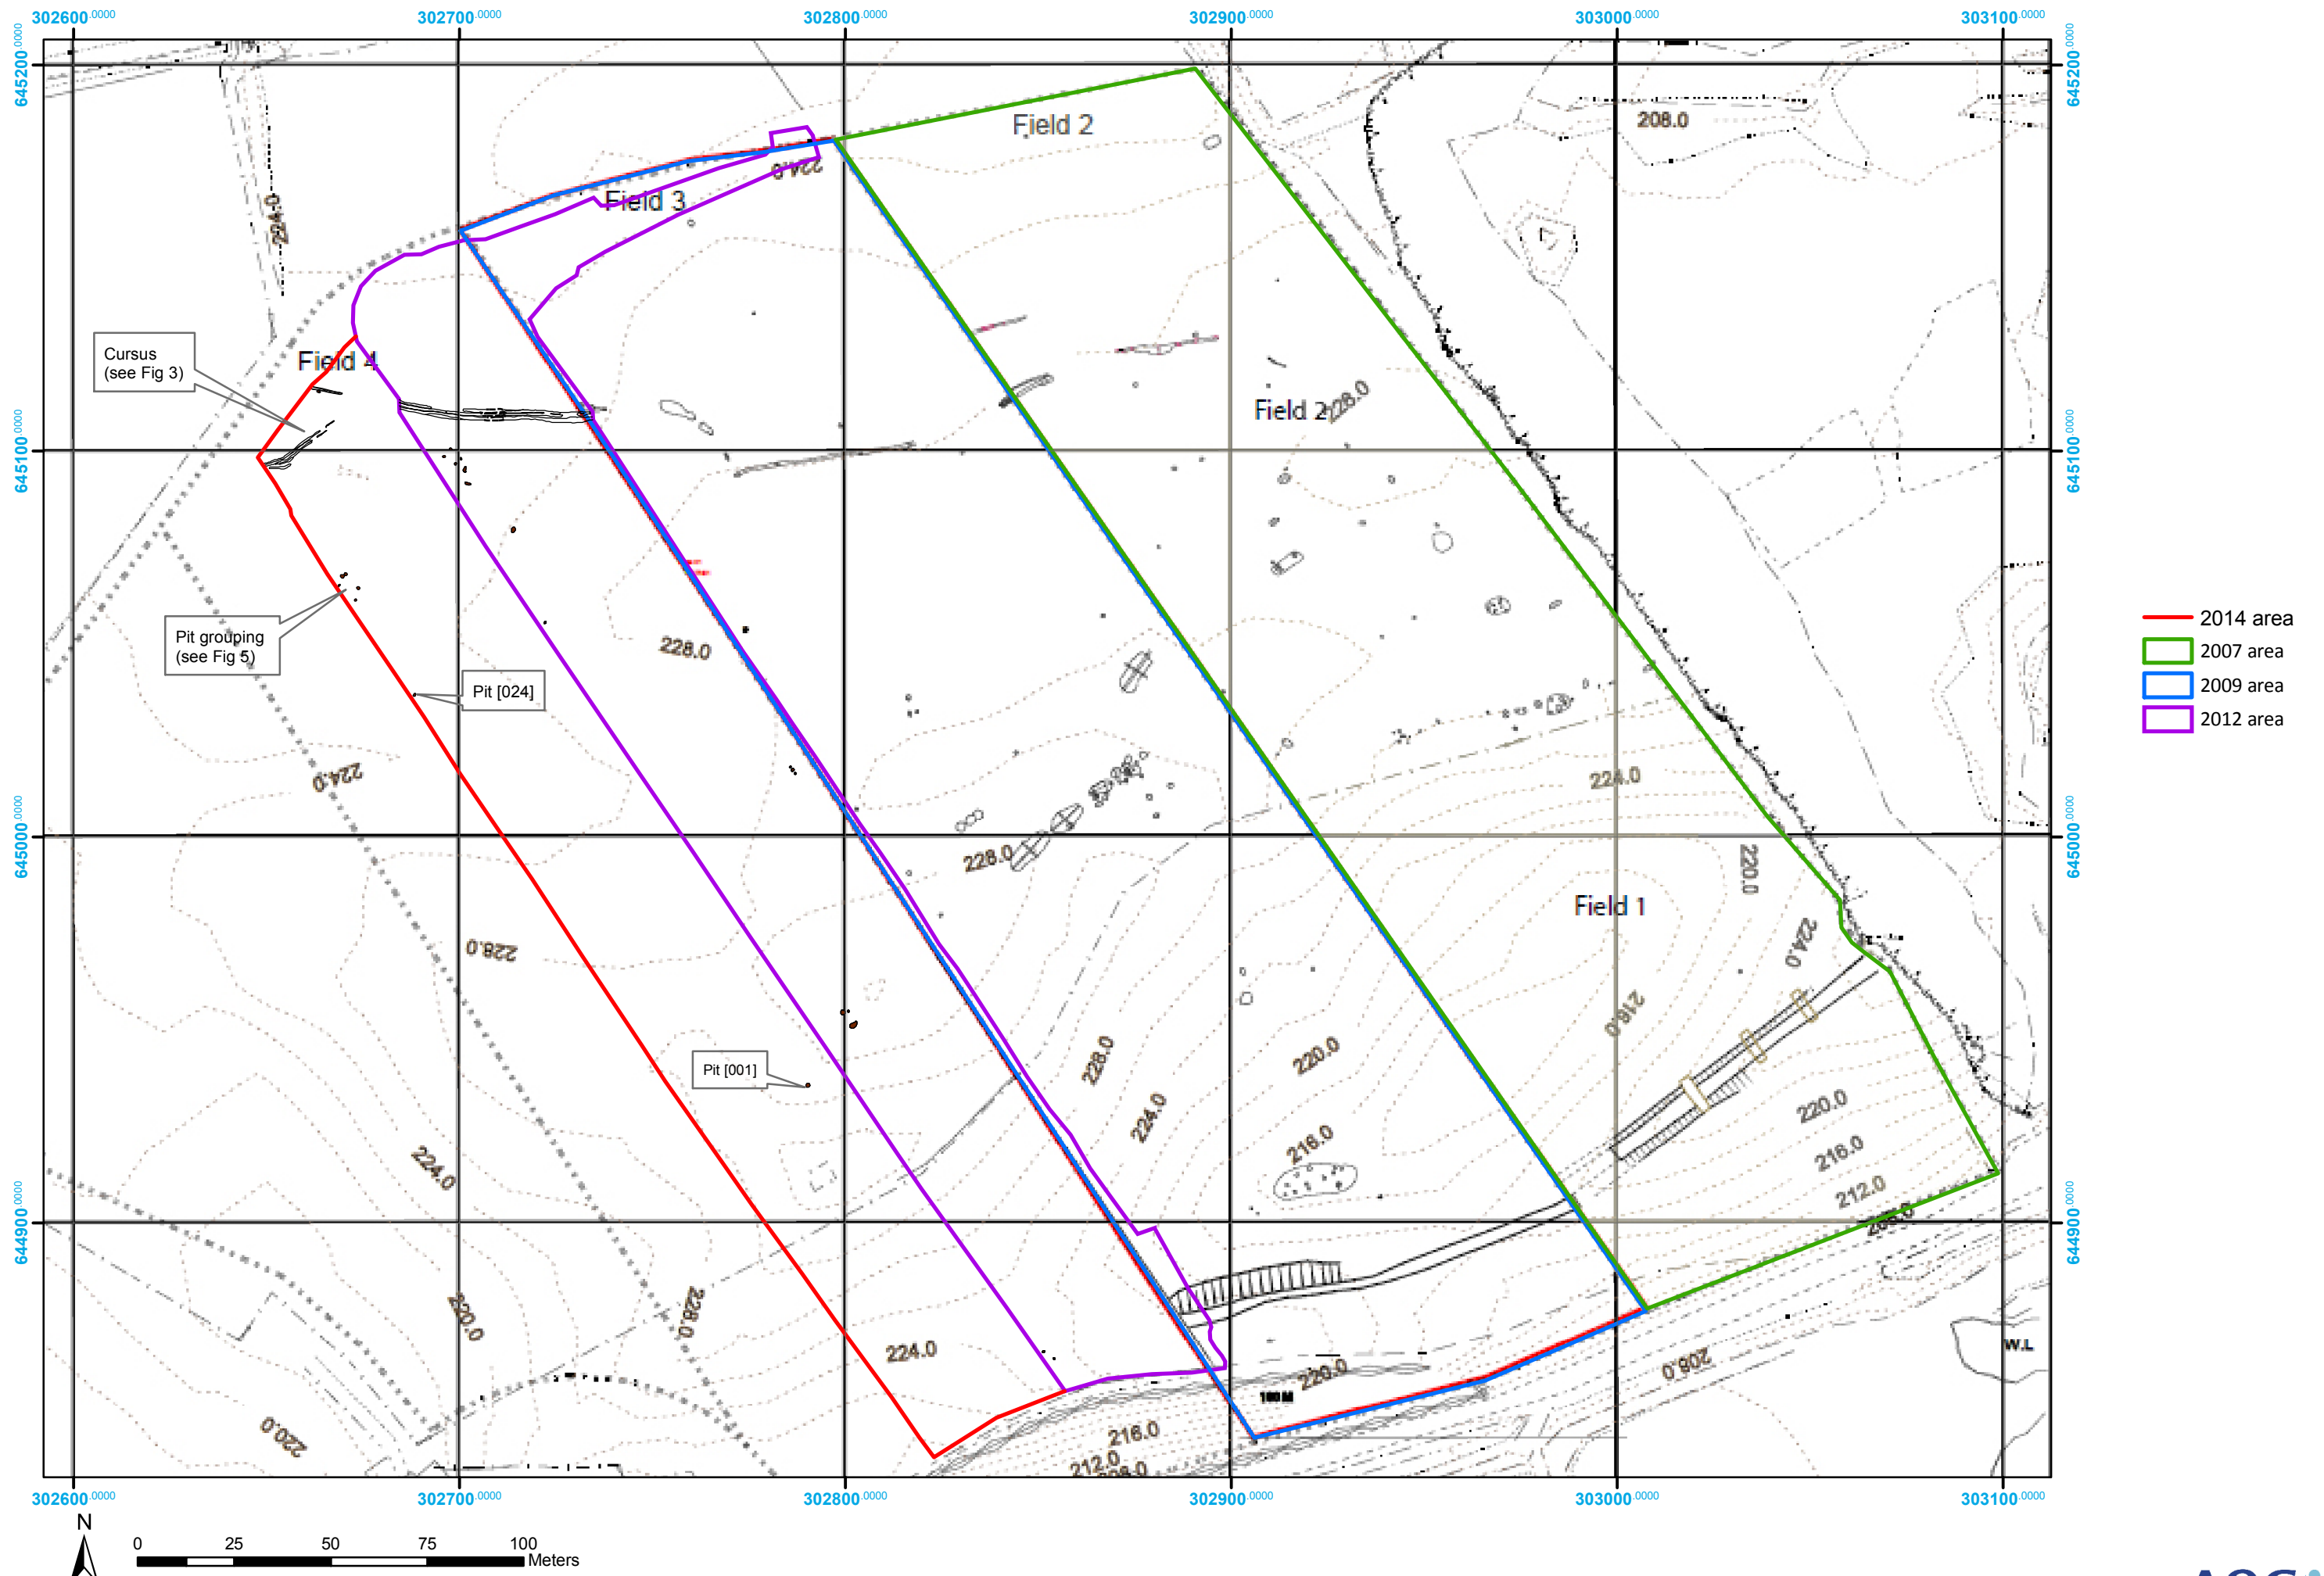 302600.0000 302700.0000 302800.0000 302900.0000 303000.0000 303100.0000
645200.0000 645200.0000
Field 2
208.0
224.0
Field 3
224.0
Cursus
(see Fig 3)
Field 4
Field 2
228.0
645100.0000 645100.0000
Pit grouping
(see Fig 5)
228.0
Pit [024]
2014 area
2007 area
2009 area
2012 area
224.0
224.0
645000.0000 645000.0000
228.0
220.0
Field 1
228.0
224.0
216.0
Pit [001]
228.0
220.0
224.0
220.0
216.0
216.0
224.0
212.0
644900.0000 644900.0000
220.0
228.0
224.0
220.0
208.0
W.L
216.0
220.0
212.0
208.0
302600.0000 302700.0000 302800.0000 302900.0000 303000.0000 303100.0000
N
0 25 50 75 100
Meters